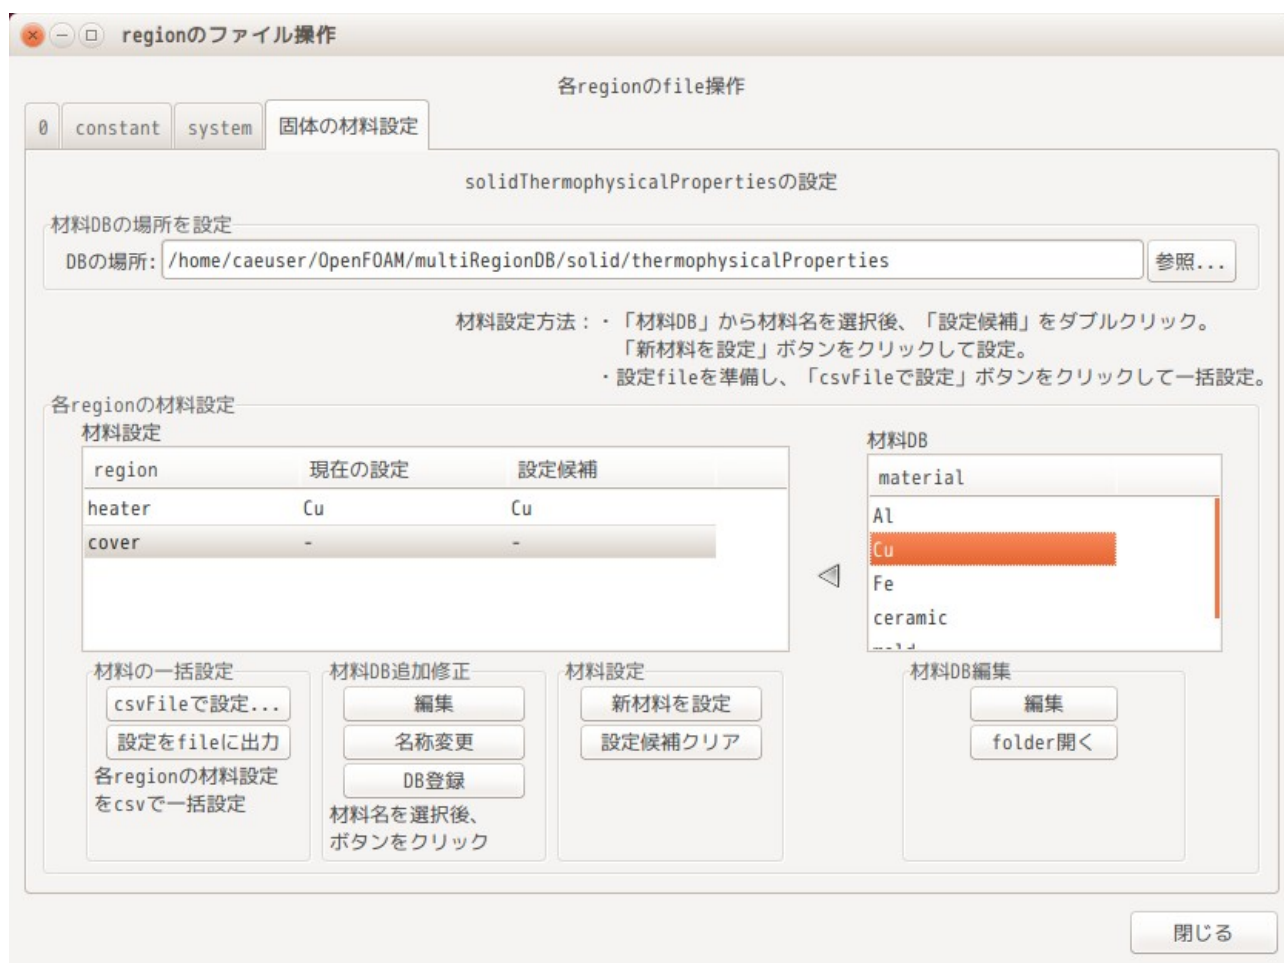 regionのファイル操作
各regionのfile操作
0 constant system 固体の材料設定
solidThermophysicalPropertiesの設定
材料DBの場所を設定
DBの場所: /home/caeuser/OpenFOAM/multiRegionDB/solid/thermophysicalProperties 参照...
材料設定方法：・「材料DB」から材料名を選択後、「設定候補」をダブルクリック。
「新材料を設定」ボタンをクリックして設定。
・設定fileを準備し、「csvFileで設定」ボタンをクリックして一括設定。
各regionの材料設定
材料設定
region 現在の設定 設定候補
heater Cu Cu
cover - -
材料DB
material
Al
Cu
Fe
ceramic
材料の一括設定
csvFileで設定...
設定をfileに出力
各regionの材料設定
をcsvで一括設定
材料DB追加修正
編集
名称変更
DB登録
材料名を選択後、
ボタンをクリック
材料設定
新材料を設定
設定候補クリア
材料DB編集
編集
folder開く
閉じる